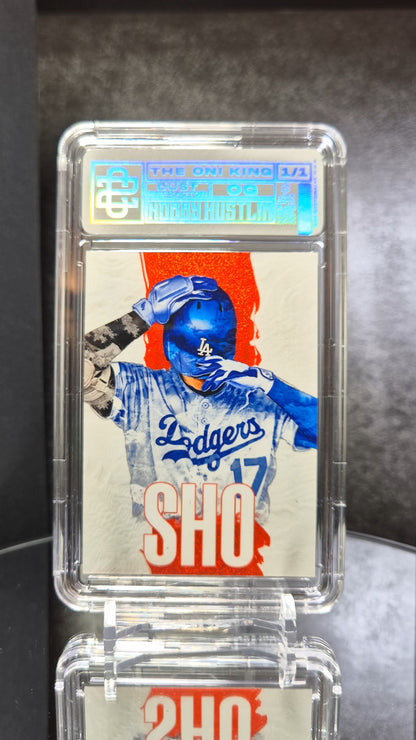 THE ONI KING 1/1
OG
HOBBY HUSTLIN
LA
Dodgers
17
SHO